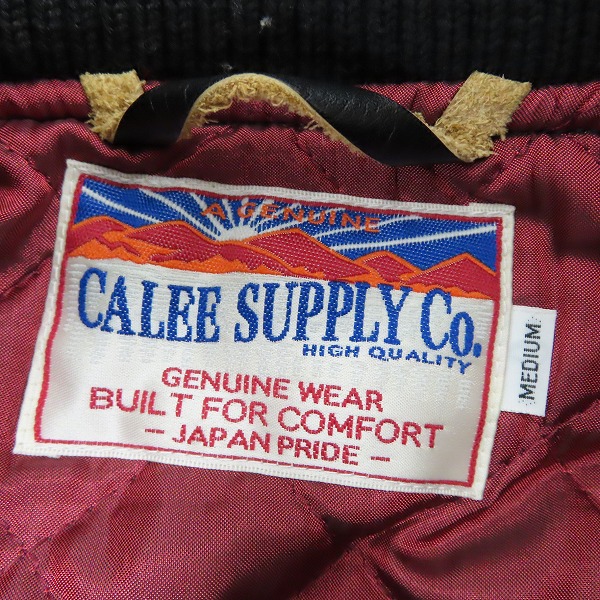 A GENUINE
CALEE SUPPLY Co.
HIGH QUALITY
GENUINE WEAR
BUILT FOR COMFORT
- JAPAN PRIDE -
MEDIUM